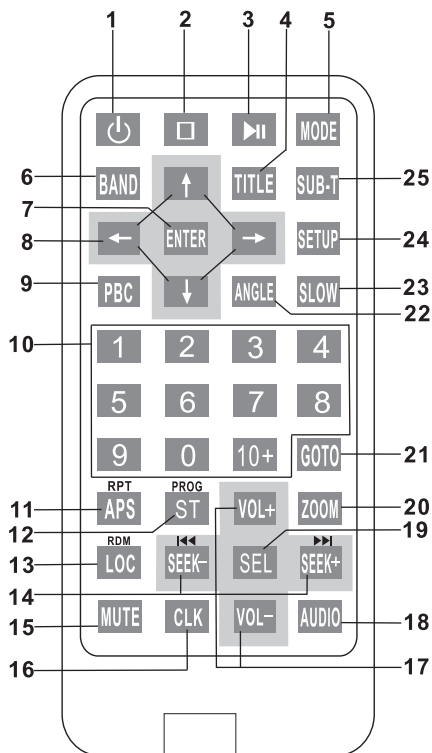 1 2 3 4 5
MODE
6 BAND TITLE SUB-T 25
7 ENTER SETUP 24
8
9 PBC ANGLE SLOW 23
22
10 1 2 3 4
5 6 7 8
9 0 10+ GOTO 21
RPT PROG
11 APS ST VOL+ ZOOM 20
12 19
RDM
13 LOC SEEK- SEL SEEK+
14
15 MUTE CLK VOL- AUDIO 18
16 17